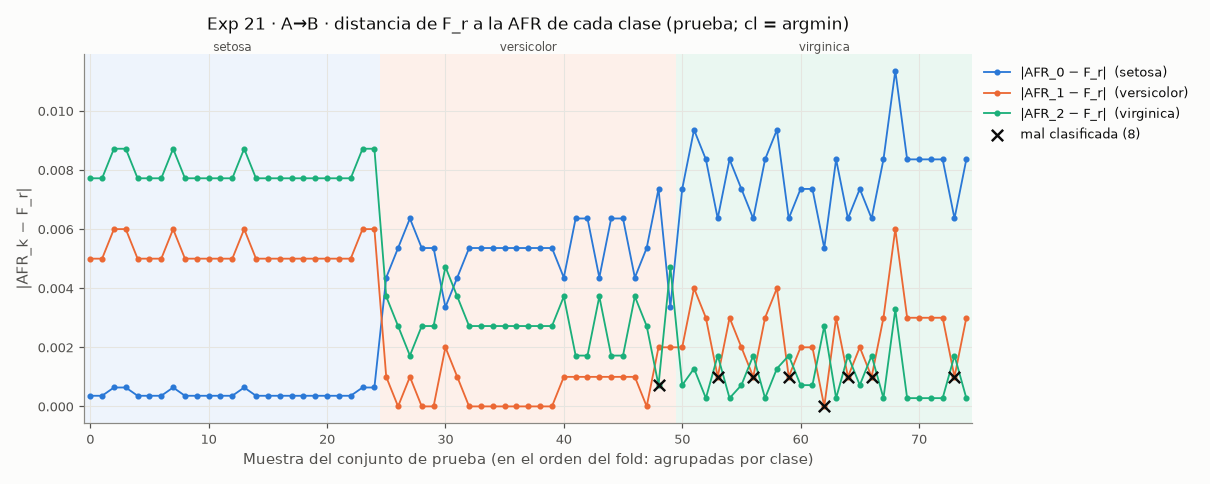 Exp 21 · A→B · distancia de F_r a la AFR de cada clase (prueba; cl = argmin)
setosa versicolor virginica
|AFR_0 − F_r| (setosa)
|AFR_1 − F_r| (versicolor)
|AFR_2 − F_r| (virginica)
mal clasificada (8)
|AFR_k − F_r|
0.010
0.008
0.006
0.004
0.002
0.000
0 10 20 30 40 50 60 70
Muestra del conjunto de prueba (en el orden del fold: agrupadas por clase)